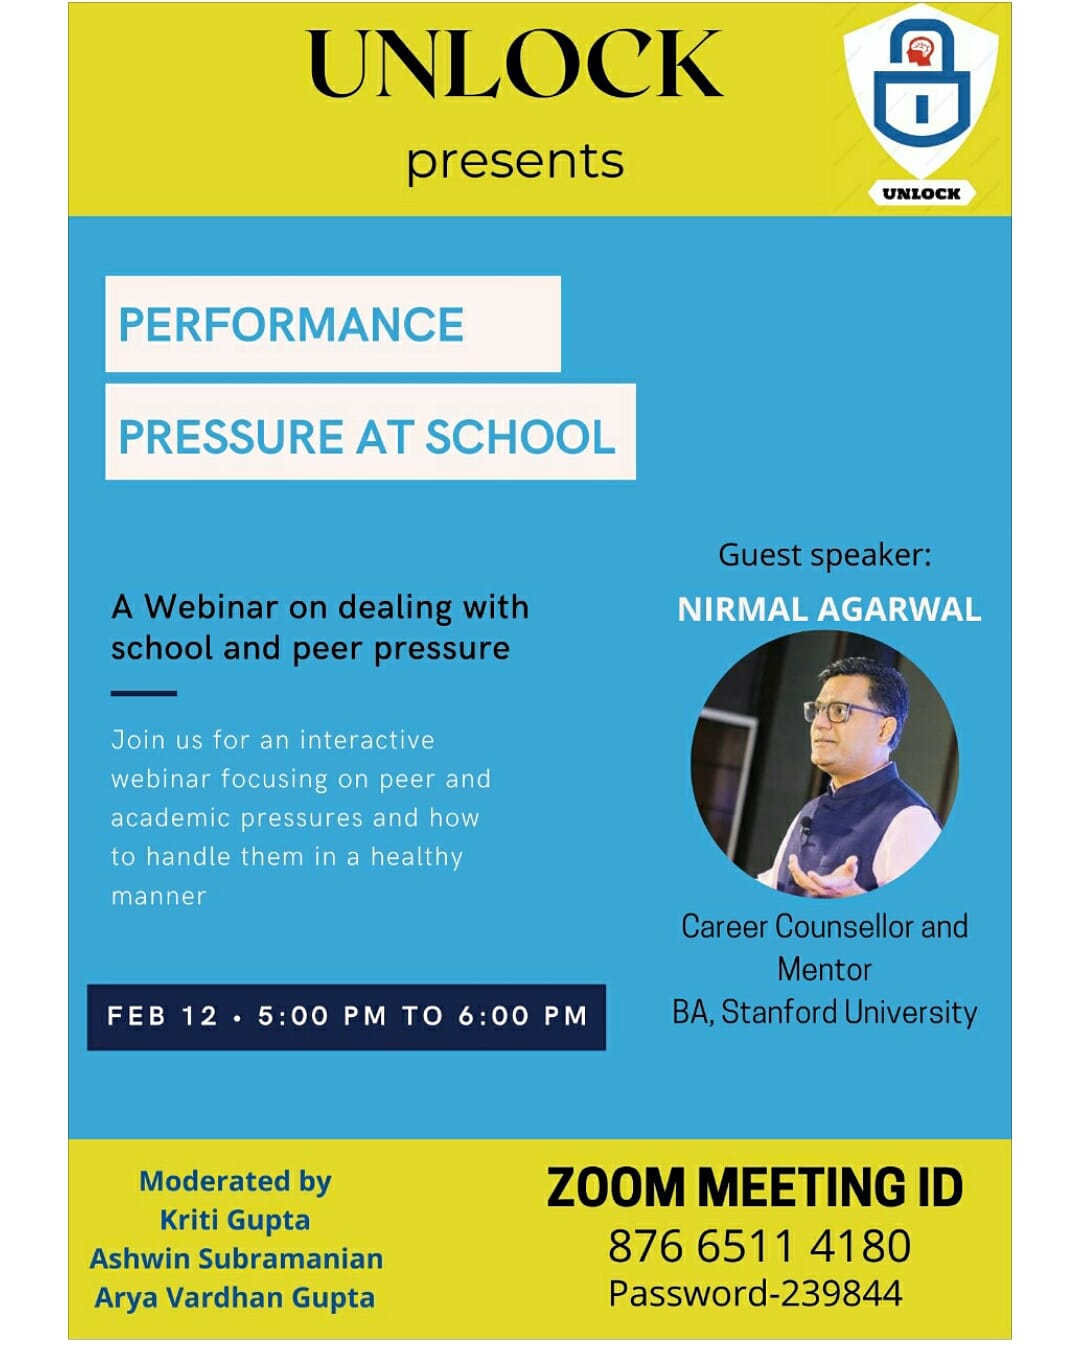 UNLOCK
presents
UNLOCK
PERFORMANCE
PRESSURE AT SCHOOL
A Webinar on dealing with
school and peer pressure
Join us for an interactive
webinar focusing on peer and
academic pressures and how
to handle them in a healthy
manner
FEB 12 • 5:00 PM TO 6:00 PM
Guest speaker:
NIRMAL AGARWAL
Career Counsellor and
Mentor
BA, Stanford University
Moderated by
Kriti Gupta
Ashwin Subramanian
Arya Vardhan Gupta
ZOOM MEETING ID
876 6511 4180
Password-239844